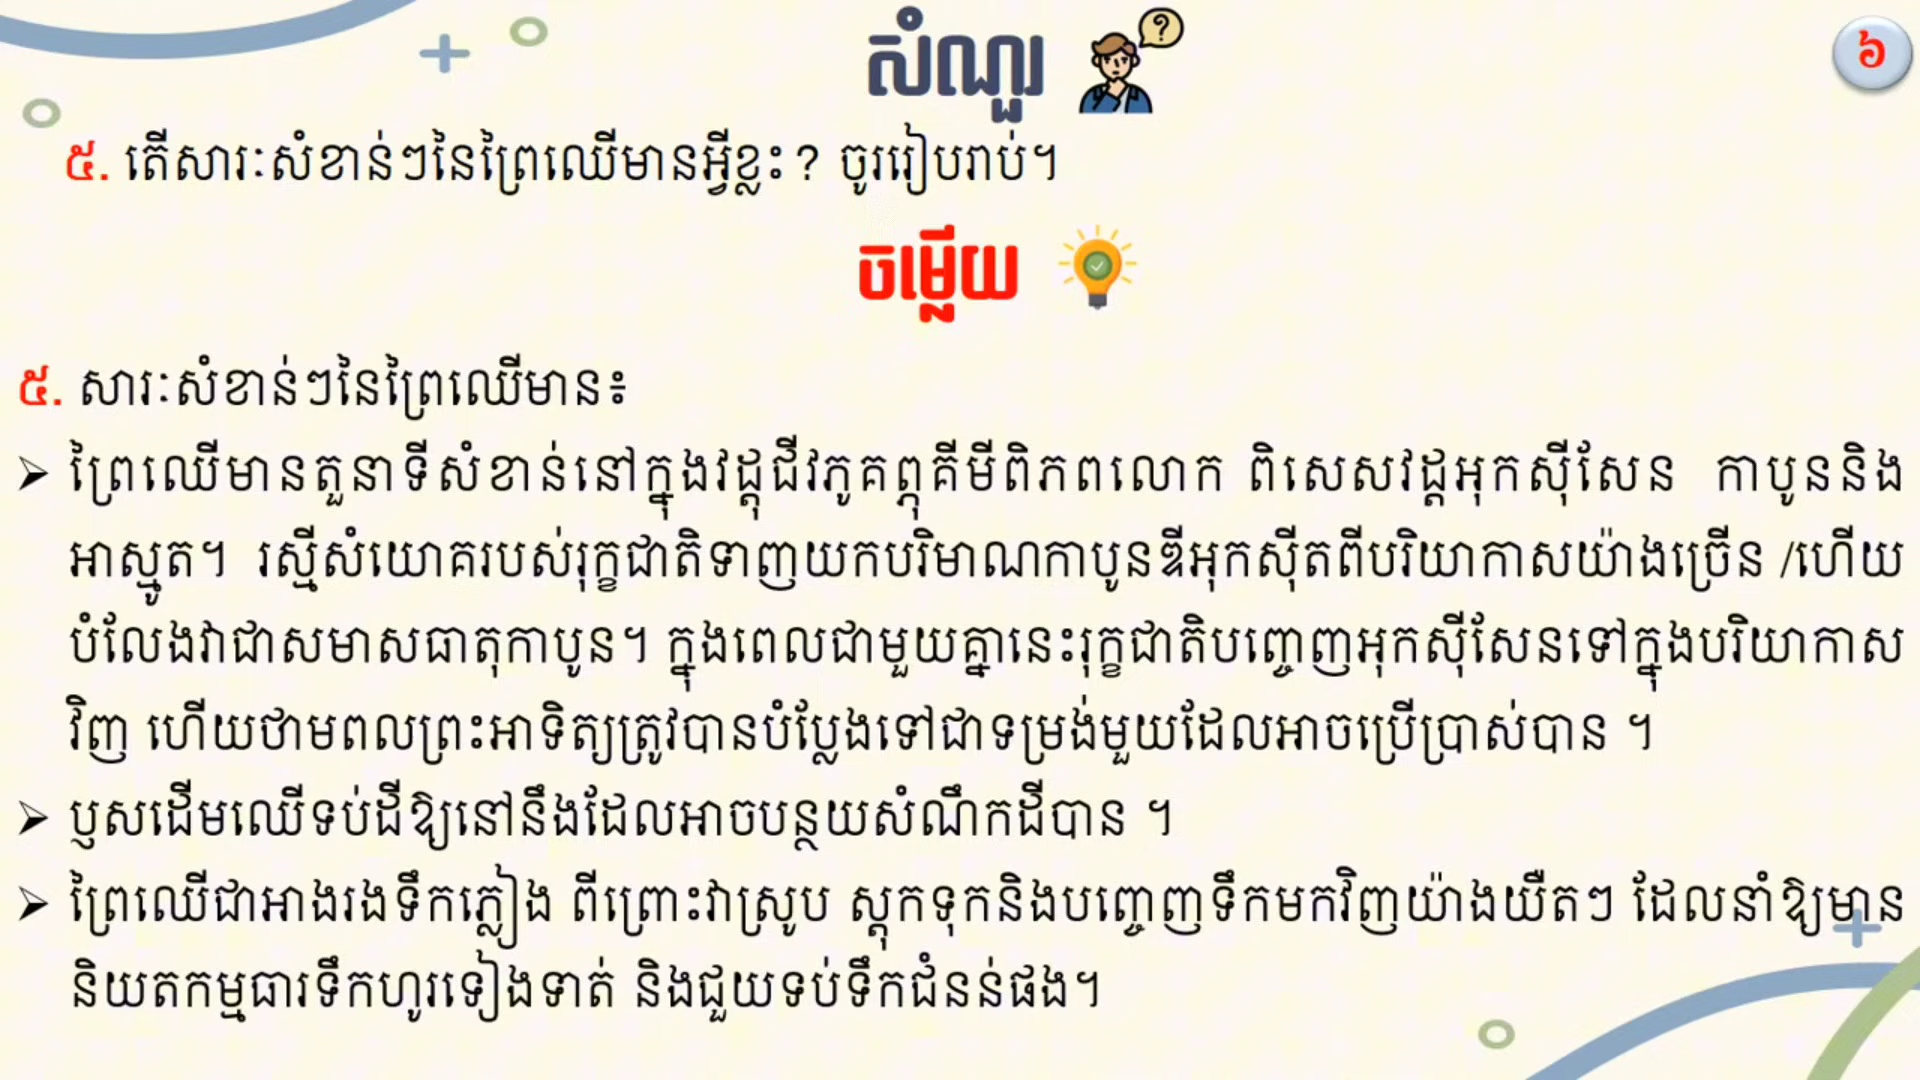 សំណួរ
?
៦
៥. តើសារៈសំខាន់ៗនៃព្រៃឈើមានអ្វីខ្លះ? ចូររៀបរាប់។
ចម្លើយ
៥. សារៈសំខាន់ៗនៃព្រៃឈើមាន៖
ព្រៃឈើមានតួនាទីសំខាន់នៅក្នុងវដ្ដុជីវភូគព្ភគីមីពិភពលោក ពិសេសវដ្តអុកស៊ីសែន កាបូននិង
អាស្មូត។ រស្មីសំយោគរបស់រុក្ខជាតិទាញយកបរិមាណកាបូនឌីអុកស៊ីតពីបរិយាកាសយ៉ាងច្រើន /ហើយ
បំលែងវាជាសមាសធាតុកាបូន។ ក្នុងពេលជាមួយគ្នានេះរុក្ខជាតិបញ្ចេញអុកស៊ីសែនទៅក្នុងបរិយាកាស
វិញ ហើយថាមពលព្រះអាទិត្យត្រូវបានបំប្លែងទៅជាទម្រង់មួយដែលអាចប្រើប្រាស់បាន ។
ឫសដើមឈើទប់ដីឱ្យនៅនឹងដែលអាចបន្ថយសំណឹកដីបាន ។
ព្រៃឈើជាអាងរងទឹកភ្លៀង ពីព្រោះវាស្រូប ស្តុកទុកនិងបញ្ចេញទឹកមកវិញយ៉ាងយឺតៗ ដែលនាំឱ្យមាន
និយតកម្មធារទឹកហូរទៀងទាត់ និងជួយទប់ទឹកជំនន់ផង។